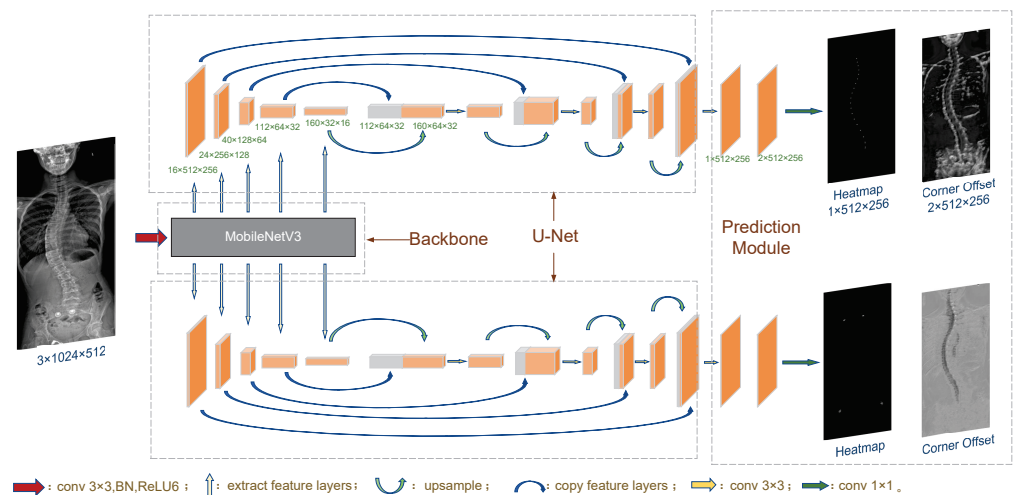 112×64×32
160×32×16
112×64×32
160×64×32
40×128×64
24×256×128
16×512×256
1×512×256
2×512×256
Heatmap
1×512×256
Corner Offset
2×512×256
MobileNetV3
Backbone
U-Net
Prediction
Module
3×1024×512
Heatmap
Corner Offset
: conv 3×3,BN,ReLU6; : extract feature layers; : upsample; : copy feature layers; : conv 3×3; : conv 1×1。